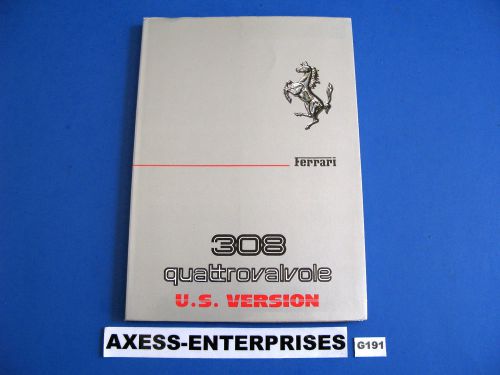 Ferrari
308
quattrovalvole
U.S. VERSION
AXESS-ENTERPRISES G191